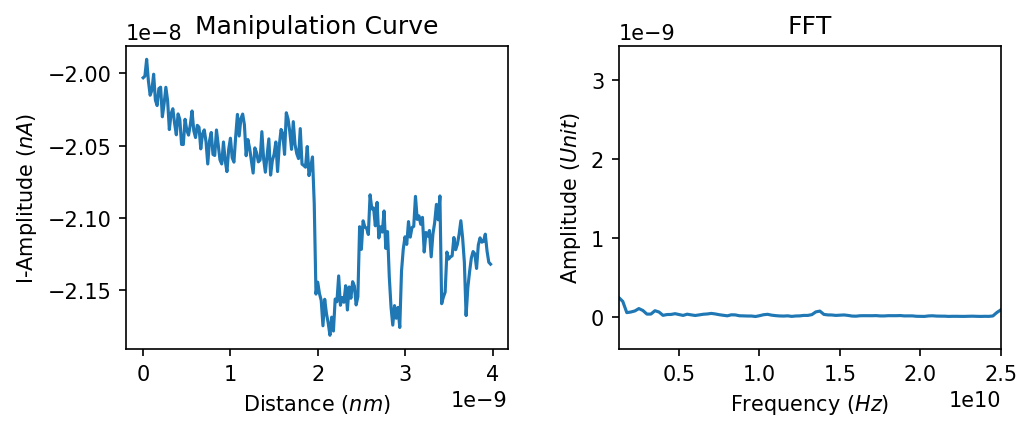 Manipulation Curve
1e−8
−2.00
−2.05
−2.10
−2.15
I-Amplitude (nA)
0 1 2 3 4
1e−9
Distance (nm)
FFT
1e−9
3
2
1
0
Amplitude (Unit)
0.5 1.0 1.5 2.0 2.5
1e10
Frequency (Hz)